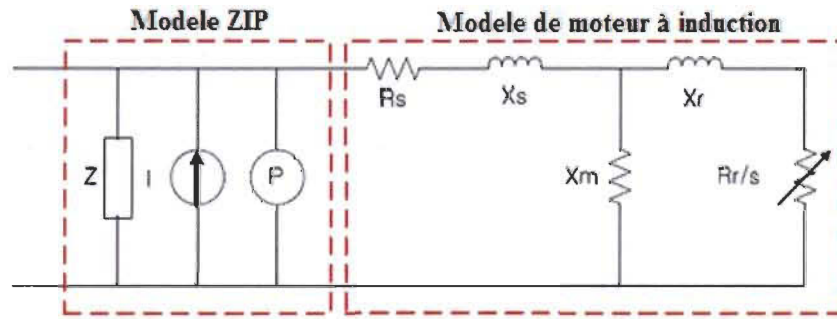 Modele ZIP
Modele de moteur à induction
Rs
Xs
Xr
Z
I
P
Xm
Rr/s